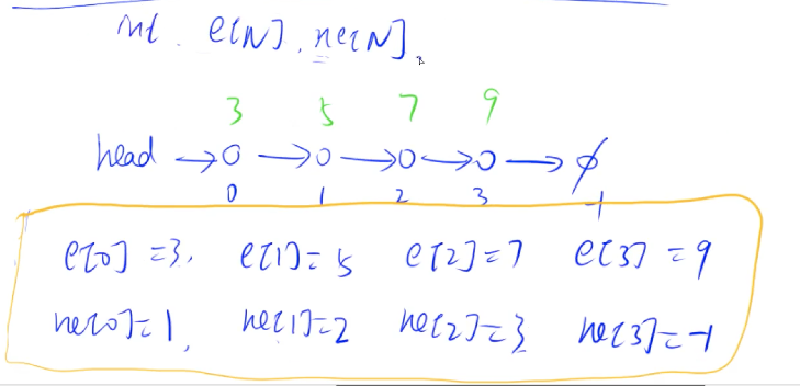 int. e[N], ne[N].
3 5 7 9
head →o →o →o →o → ∅
0 1 2 3 -1
e[0]=3. e[1]=5 e[2]=7 e[3]=9
ne[0]=1, ne[1]=2 ne[2]=3 ne[3]=-1